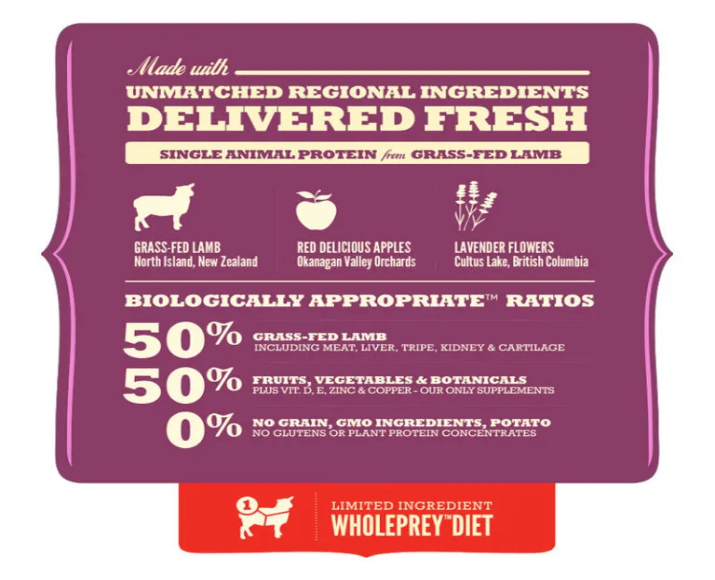 Made with
UNMATCHED REGIONAL INGREDIENTS
DELIVERED FRESH
SINGLE ANIMAL PROTEIN from GRASS-FED LAMB
GRASS-FED LAMB
North Island, New Zealand
RED DELICIOUS APPLES
Okanagan Valley Orchards
LAVENDER FLOWERS
Cultus Lake, British Columbia
BIOLOGICALLY APPROPRIATE™ RATIOS
50% GRASS-FED LAMB
INCLUDING MEAT, LIVER, TRIPE, KIDNEY & CARTILAGE
50% FRUITS, VEGETABLES & BOTANICALS
PLUS VIT. D, E, ZINC & COPPER - OUR ONLY SUPPLEMENTS
0% NO GRAIN, GMO INGREDIENTS, POTATO
NO GLUTENS OR PLANT PROTEIN CONCENTRATES
1
LIMITED INGREDIENT
WHOLEPREY™DIET